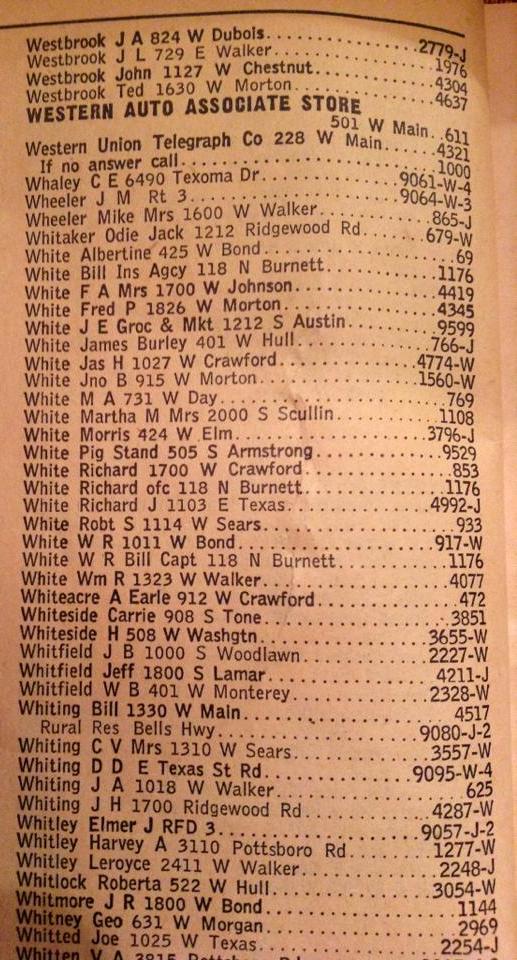 Westbrook J A 824 W Dubois....................2779-J
Westbrook J L 729 E Walker....................1976
Westbrook John 1127 W Chestnut................4304
Westbrook Ted 1630 W Morton...................4637
WESTERN AUTO ASSOCIATE STORE
501 W Main..611
Western Union Telegraph Co 228 W Main.....4321
If no answer call.............................1000
Whaley C E 6490 Texoma Dr.................9061-W-4
Wheeler J M Rt 3..........................9064-W-3
Wheeler Mike Mrs 1600 W Walker............865-J
Whitaker Odie Jack 1212 Ridgewood Rd......679-W
White Albertine 425 W Bond....................69
White Bill Ins Agcy 118 N Burnett.............1176
White F A Mrs 1700 W Johnson..................4419
White Fred P 1826 W Morton....................4345
White J E Groc & Mkt 1212 S Austin............9599
White James Burley 401 W Hull.................766-J
White Jas H 1027 W Crawford...................4774-W
White Jno B 915 W Morton......................1560-W
White M A 731 W Day...........................769
White Martha M Mrs 2000 S Scullin.............1108
White Morris 424 W Elm........................3796-J
White Pig Stand 505 S Armstrong...............9529
White Richard 1700 W Crawford.................853
White Richard ofc 118 N Burnett...............1176
White Richard J 1103 E Texas..................4992-J
White Robt S 1114 W Sears.....................933
White W R 1011 W Bond.........................917-W
White W R Bill Capt 118 N Burnett.............1176
White Wm R 1323 W Walker......................4077
Whiteacre A Earle 912 W Crawford..............472
Whiteside Carrie 908 S Tone...................3851
Whiteside H 508 W Washgtn.....................3655-W
Whitfield J B 1000 S Woodlawn.................2227-W
Whitfield Jeff 1800 S Lamar...................4211-J
Whitfield W B 401 W Monterey..................2328-W
Whiting Bill 1330 W Main......................4517
Rural Res Bells Hwy...........................9080-J-2
Whiting C V Mrs 1310 W Sears..................3557-W
Whiting D D E Texas St Rd.....................9095-W-4
Whiting J A 1018 W Walker.....................625
Whiting J H 1700 Ridgewood Rd.................4287-W
Whitley Elmer J RFD 3.........................9057-J-2
Whitley Harvey A 3110 Pottsboro Rd............1277-W
Whitley Leroyce 2411 W Walker.................2248-J
Whitlock Roberta 522 W Hull...................3054-W
Whitmore J R 1800 W Bond......................1144
Whitney Geo 631 W Morgan......................2969
Whitted Joe 1025 W Texas......................2254-J
Whitten V A 3815